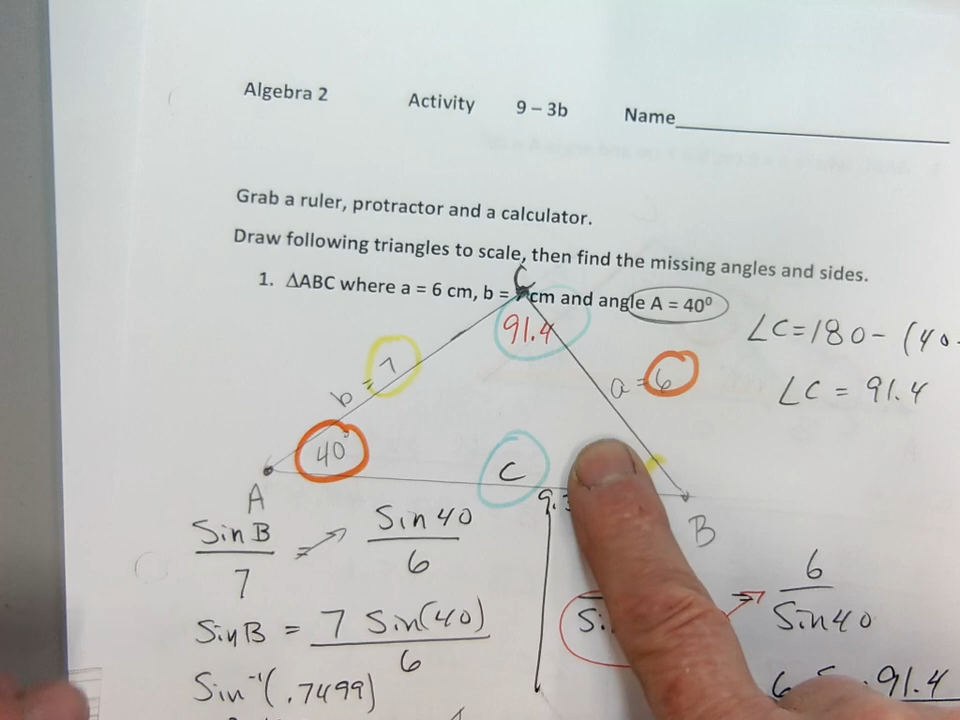 Algebra 2 Activity 9 – 3b Name
Grab a ruler, protractor and a calculator.
Draw following triangles to scale, then find the missing angles and sides.
1. ΔABC where a = 6 cm, b = cm and angle A = 40⁰
C
91.4
∠C=180-(40
∠C = 91.4
b = 7
a = 6
40°
C
A
B
9.
Sin B = Sin 40
7 6
6
Sin 40
Sin B = 7 Sin(40)
6
Sin⁻¹(.7499)
91.4